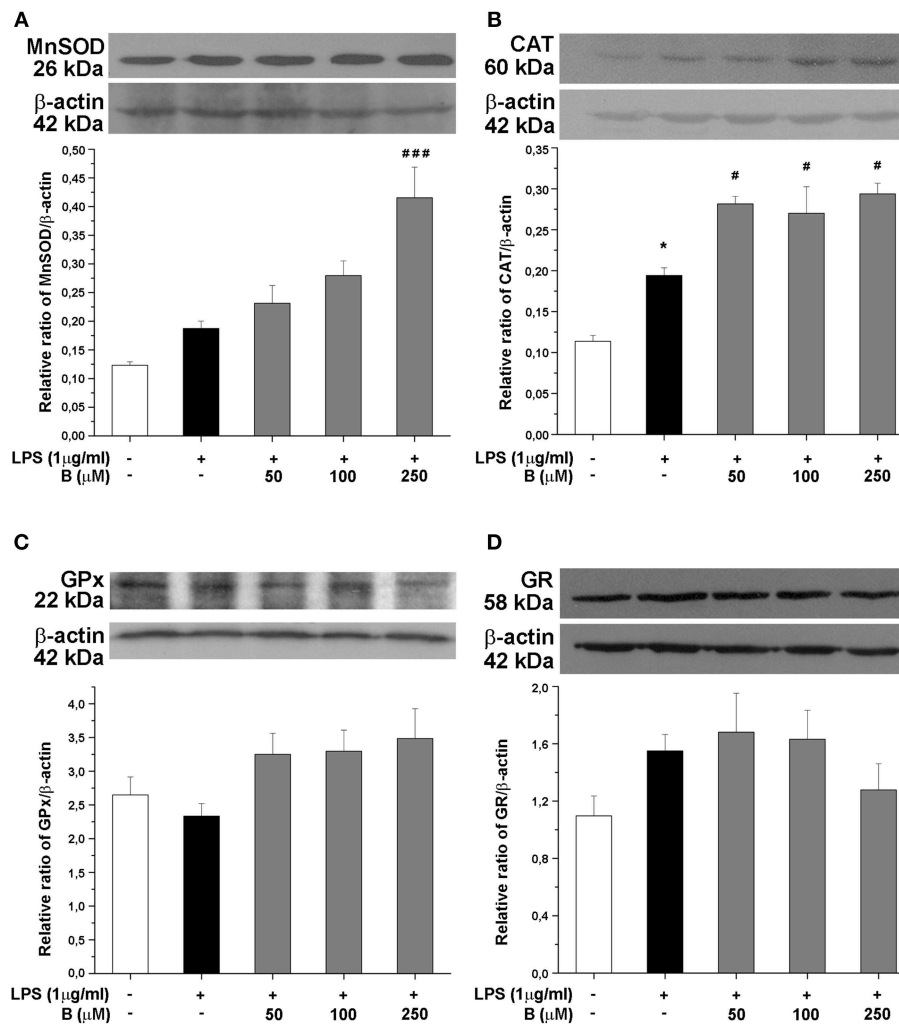 A
MnSOD
26 kDa
β-actin
42 kDa
Relative ratio of MnSOD/β-actin
0,50
0,45
0,40
0,35
0,30
0,25
0,20
0,15
0,10
0,05
0,00
###
LPS (1μg/ml) - + + + +
B (μM) - - 50 100 250
B
CAT
60 kDa
β-actin
42 kDa
Relative ratio of CAT/β-actin
0,35
0,30
0,25
0,20
0,15
0,10
0,05
0,00
* # # #
LPS (1μg/ml) - + + + +
B (μM) - - 50 100 250
C
GPx
22 kDa
β-actin
42 kDa
Relative ratio of GPx/β-actin
4,5
4,0
3,5
3,0
2,5
2,0
1,5
1,0
0,5
0,0
LPS (1μg/ml) - + + + +
B (μM) - - 50 100 250
D
GR
58 kDa
β-actin
42 kDa
Relative ratio of GR/β-actin
2,0
1,6
1,2
0,8
0,4
0,0
LPS (1μg/ml) - + + + +
B (μM) - - 50 100 250